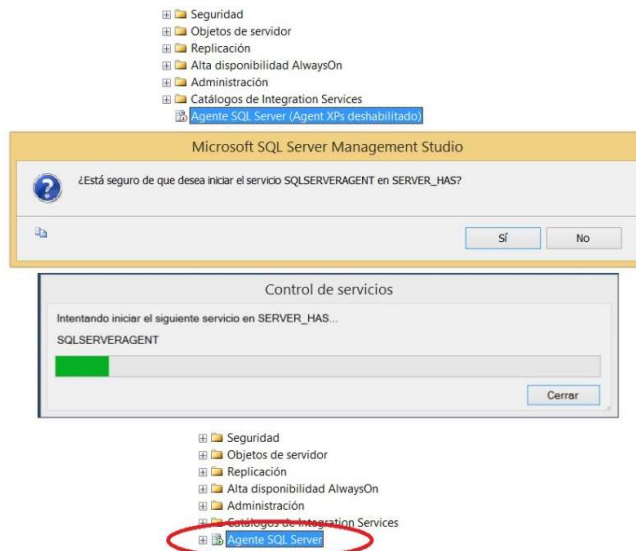 Seguridad
Objetos de servidor
Replicación
Alta disponibilidad AlwaysOn
Administración
Catálogos de Integration Services
Agente SQL Server (Agent XPs deshabilitado)
Microsoft SQL Server Management Studio
¿Está seguro de que desea iniciar el servicio SQLSERVERAGENT en SERVER_HAS?
Sí No
Control de servicios
Intentando iniciar el siguiente servicio en SERVER_HAS...
SQLSERVERAGENT
Cerrar
Seguridad
Objetos de servidor
Replicación
Alta disponibilidad AlwaysOn
Administración
Catálogos de Integration Services
Agente SQL Server